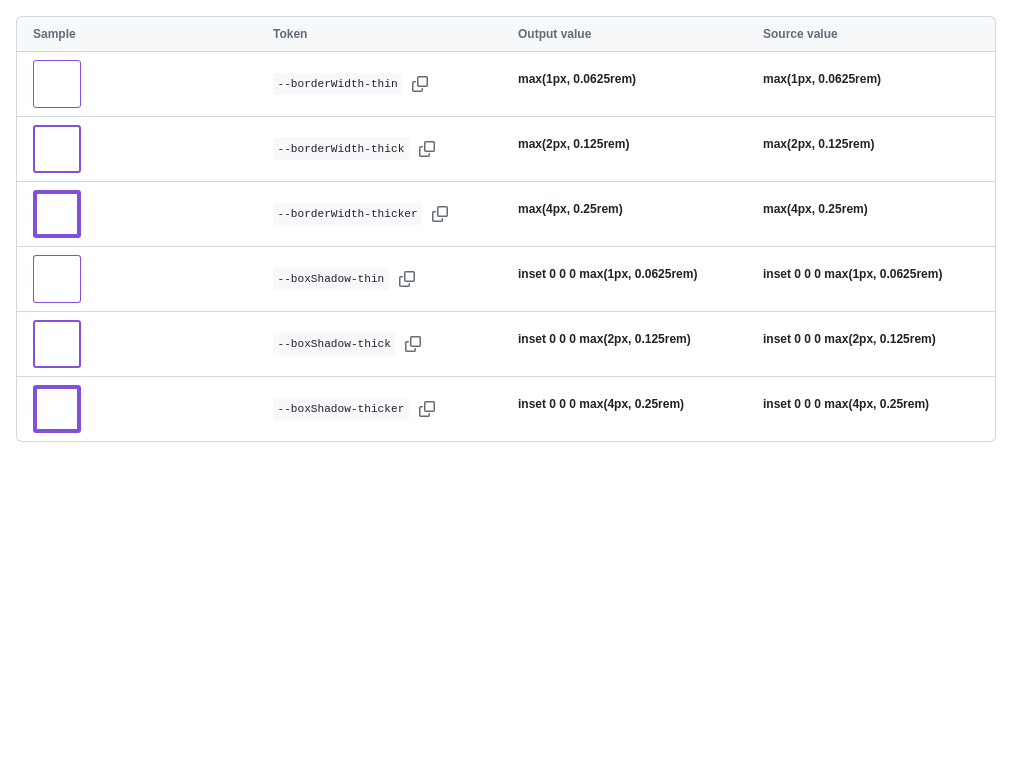 Sample Token Output value Source value
--borderWidth-thin max(1px, 0.0625rem) max(1px, 0.0625rem)
--borderWidth-thick max(2px, 0.125rem) max(2px, 0.125rem)
--borderWidth-thicker max(4px, 0.25rem) max(4px, 0.25rem)
--boxShadow-thin inset 0 0 0 max(1px, 0.0625rem) inset 0 0 0 max(1px, 0.0625rem)
--boxShadow-thick inset 0 0 0 max(2px, 0.125rem) inset 0 0 0 max(2px, 0.125rem)
--boxShadow-thicker inset 0 0 0 max(4px, 0.25rem) inset 0 0 0 max(4px, 0.25rem)